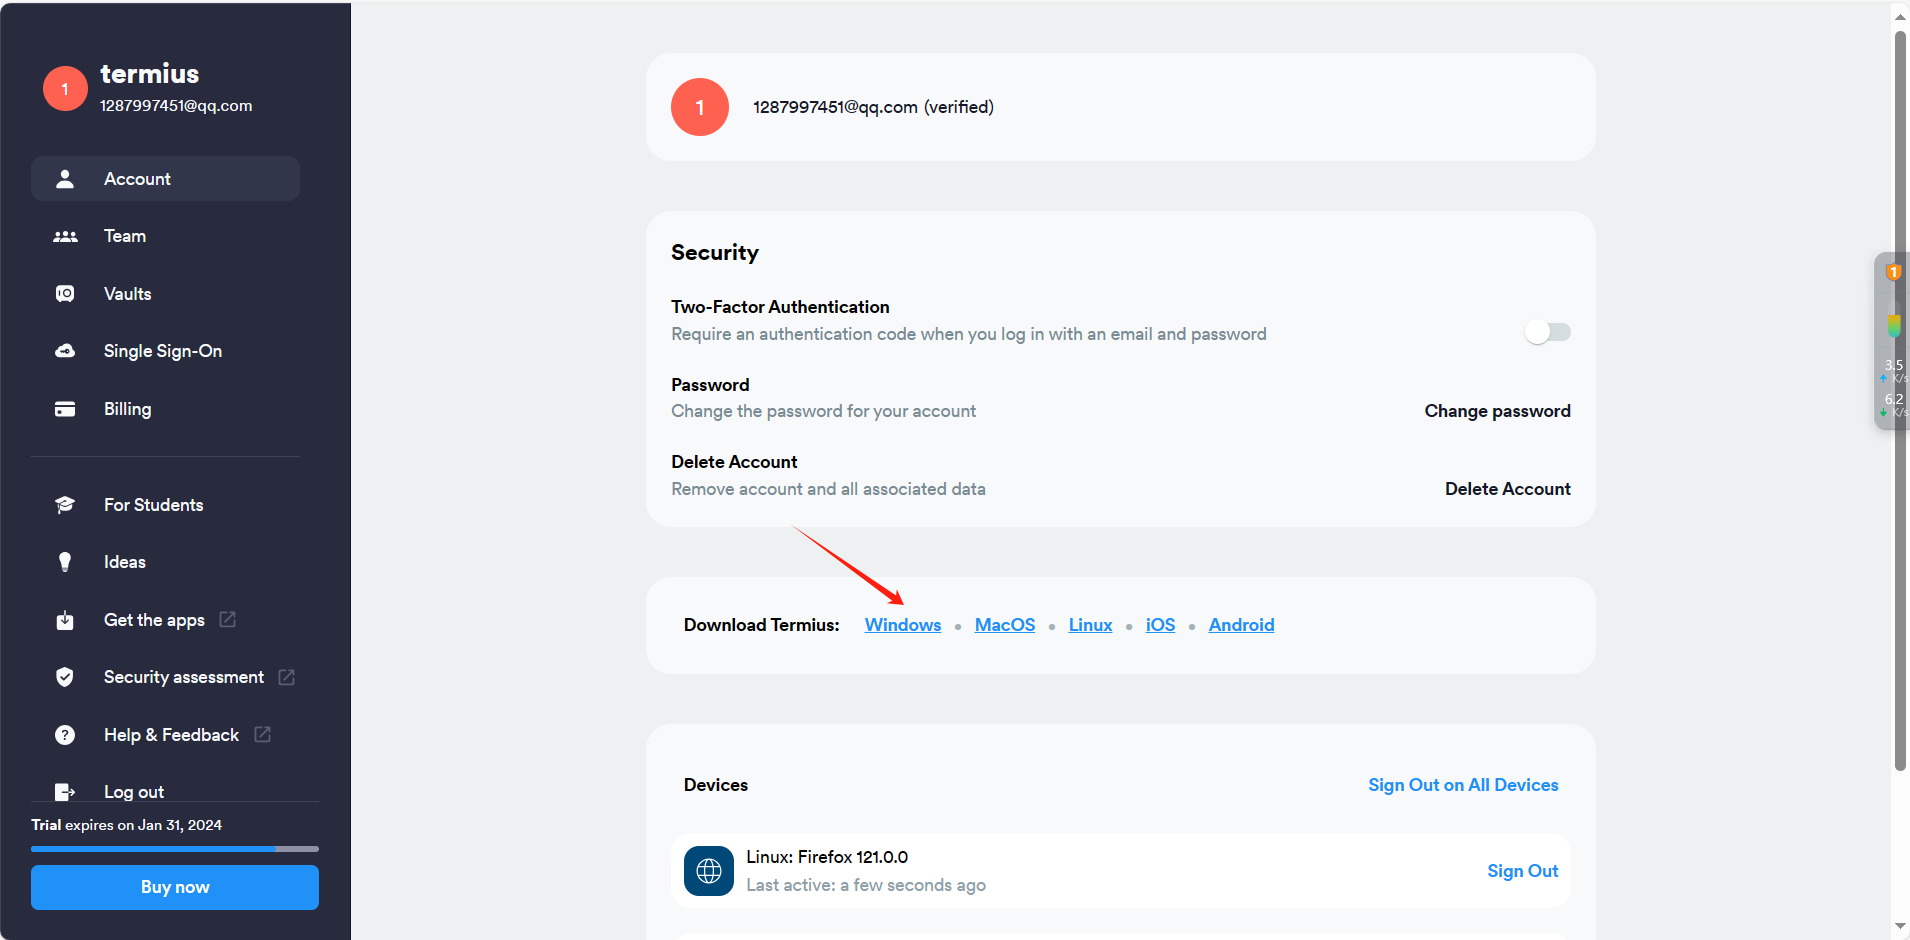 1
termius
1287997451@qq.com
Account
Team
Vaults
Single Sign-On
Billing
For Students
Ideas
Get the apps
Security assessment
Help & Feedback
Log out
Trial expires on Jan 31, 2024
Buy now
1
1287997451@qq.com (verified)
Security
Two-Factor Authentication
Require an authentication code when you log in with an email and password
Password
Change the password for your account
Change password
Delete Account
Remove account and all associated data
Delete Account
Download Termius: Windows • MacOS • Linux • iOS • Android
Devices
Sign Out on All Devices
Linux: Firefox 121.0.0
Last active: a few seconds ago
Sign Out
1
3.5
K/s
6.2
K/s